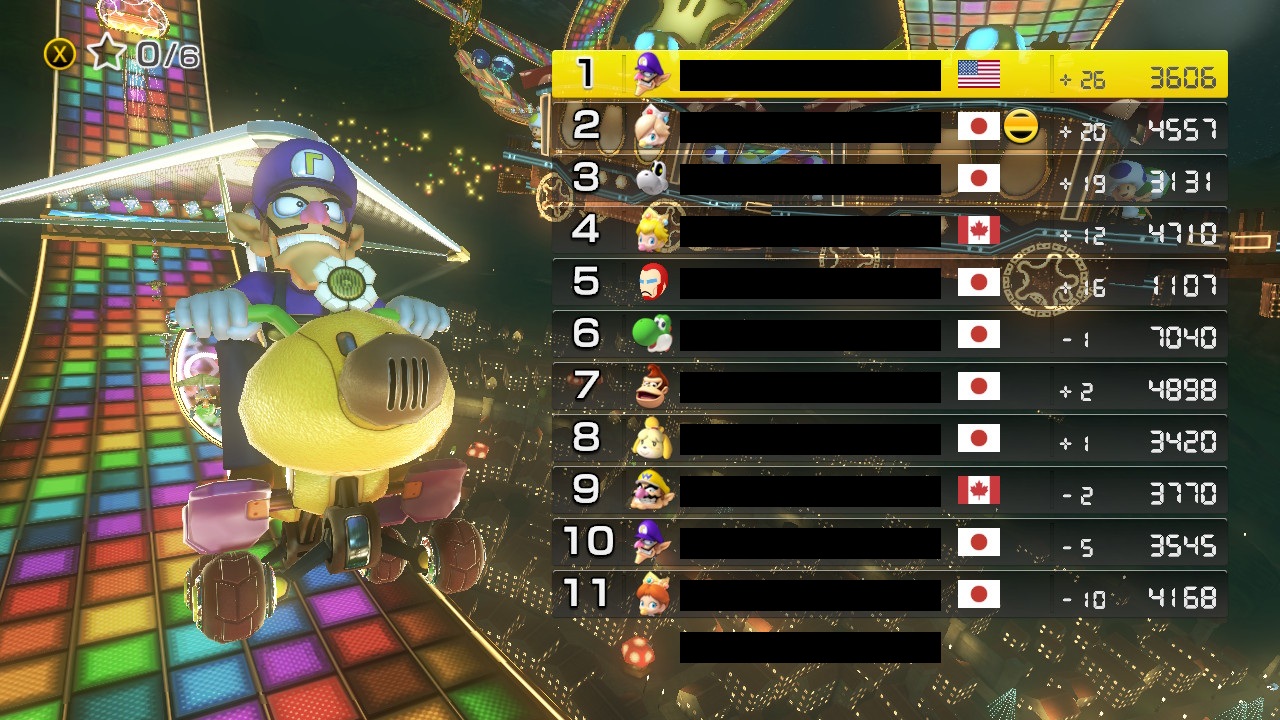 X 0/6
1 + 26 3606
2 + 20 4557
3 + 19 3131
4 + 12 4710
5 + 16 1107
6 - 1 7040
7 + 2 4898
8 + 1 3420
9 - 2 3770
10 - 5 3545
11 - 10 4168